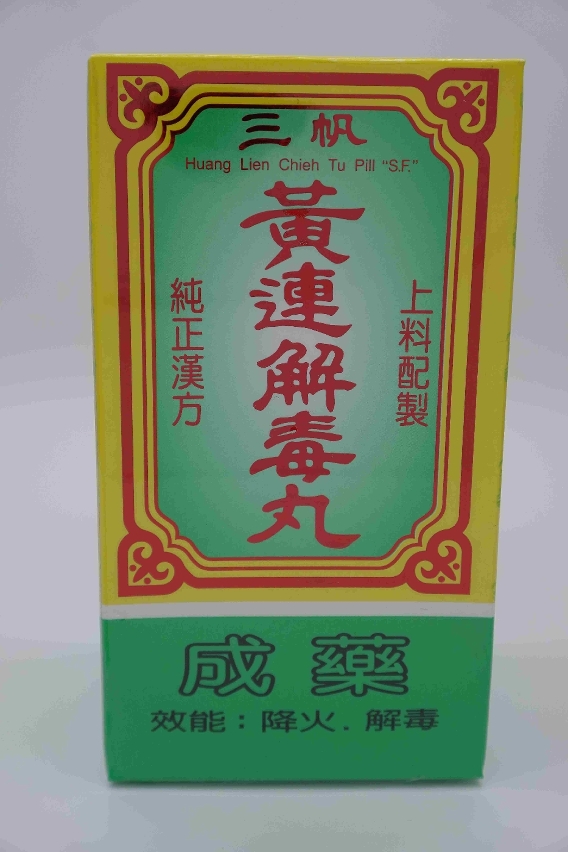 三帆
Huang Lien Chieh Tu Pill "S.F."
黃連解毒丸
上料配製
純正漢方
成藥
效能：降火．解毒